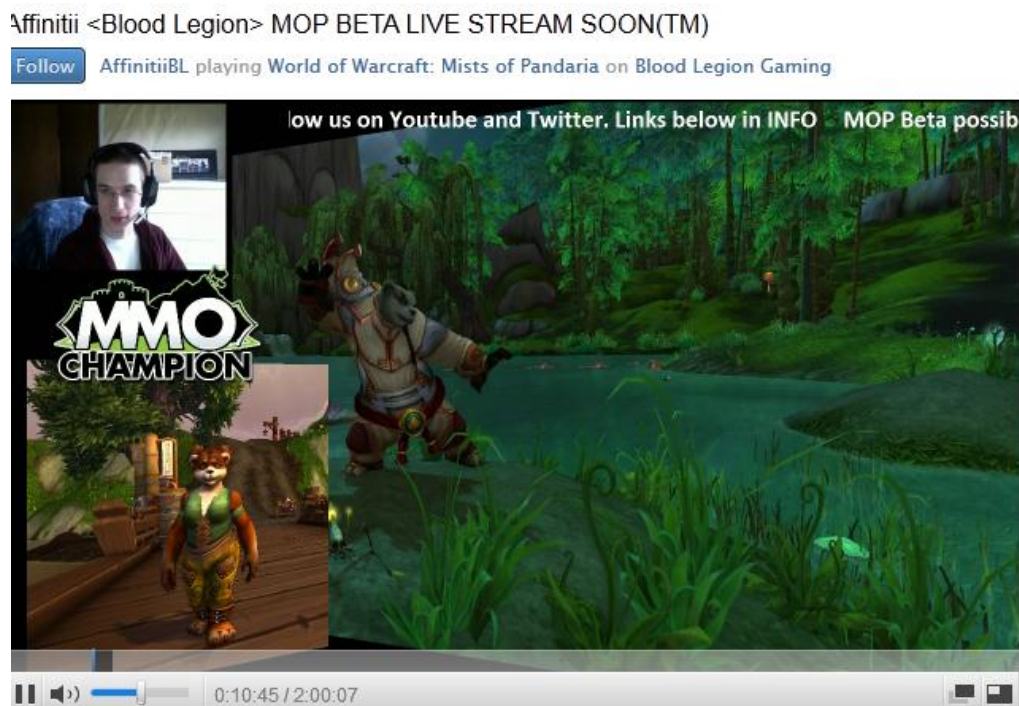 Affinitii <Blood Legion> MOP BETA LIVE STREAM SOON(TM)
Follow AffinitiiBL playing World of Warcraft: Mists of Pandaria on Blood Legion Gaming
low us on Youtube and Twitter. Links below in INFO MOP Beta possib
MMO
CHAMPION
0:10:45 / 2:00:07